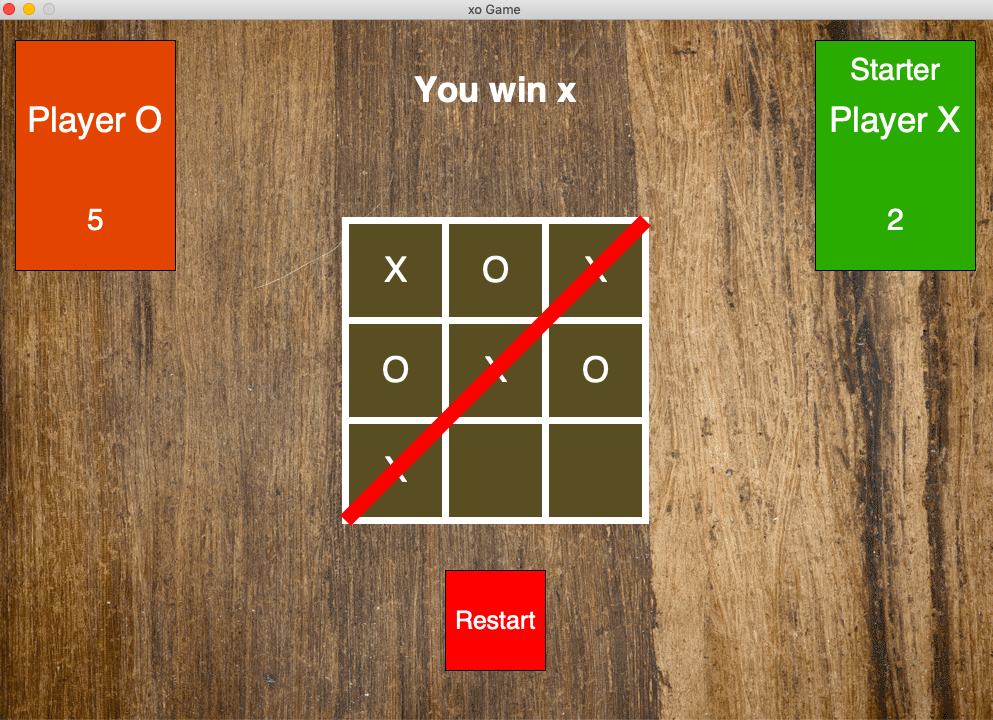 xo Game
You win x
Player O
5
Starter
Player X
2
X O X
O X O
X
Restart